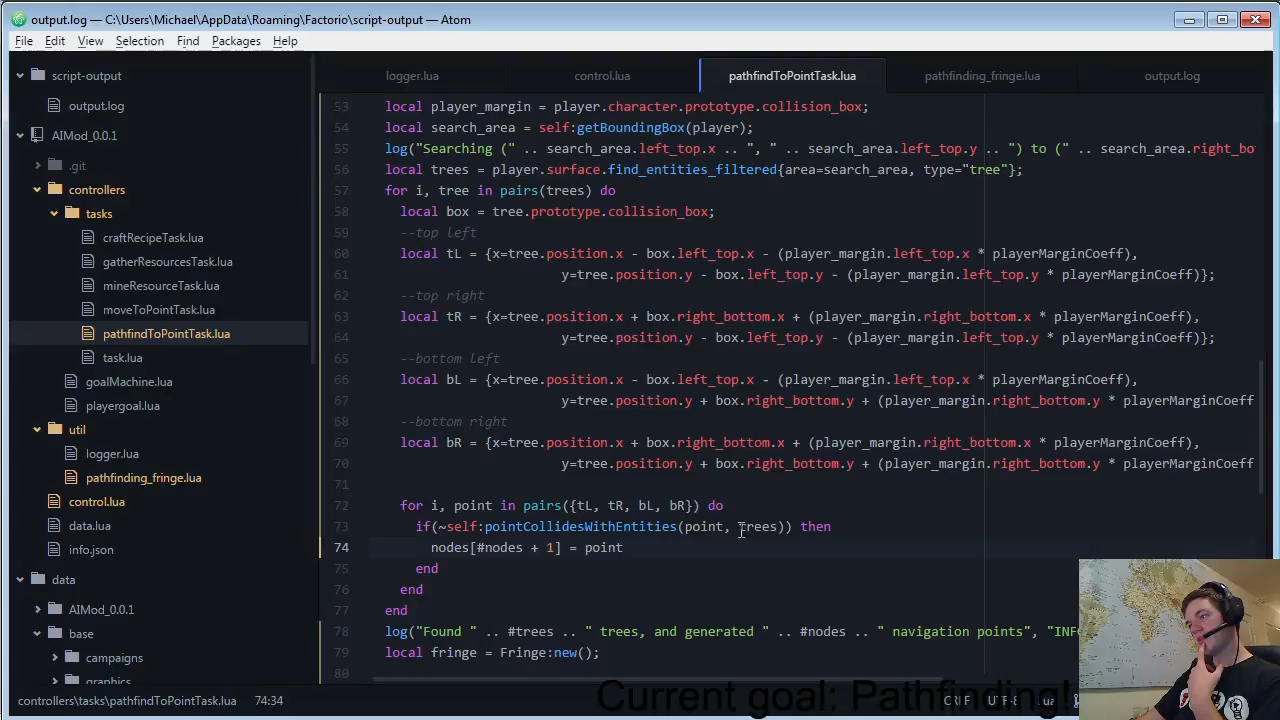 output.log — C:\Users\Michael\AppData\Roaming\Factorio\script-output — Atom
File Edit View Selection Find Packages Help
script-output
output.log
AIMod_0.0.1
.git
controllers
tasks
craftRecipeTask.lua
gatherResourcesTask.lua
mineResourceTask.lua
moveToPointTask.lua
pathfindToPointTask.lua
task.lua
goalMachine.lua
playergoal.lua
util
logger.lua
pathfinding_fringe.lua
control.lua
data.lua
info.json
data
AIMod_0.0.1
base
campaigns
graphics
logger.lua control.lua pathfindToPointTask.lua pathfinding_fringe.lua output.log
53 local player_margin = player.character.prototype.collision_box;
54 local search_area = self:getBoundingBox(player);
55 log("Searching (" .. search_area.left_top.x .. ", " .. search_area.left_top.y .. ") to (" .. search_area.right_bo
56 local trees = player.surface.find_entities_filtered{area=search_area, type="tree"};
57 for i, tree in pairs(trees) do
58 local box = tree.prototype.collision_box;
59 --top left
60 local tL = {x=tree.position.x - box.left_top.x - (player_margin.left_top.x * playerMarginCoeff),
61 y=tree.position.y - box.left_top.y - (player_margin.left_top.y * playerMarginCoeff)};
62 --top right
63 local tR = {x=tree.position.x + box.right_bottom.x + (player_margin.right_bottom.x * playerMarginCoeff),
64 y=tree.position.y - box.left_top.y - (player_margin.left_top.y * playerMarginCoeff)};
65 --bottom left
66 local bL = {x=tree.position.x - box.left_top.x - (player_margin.left_top.x * playerMarginCoeff),
67 y=tree.position.y + box.right_bottom.y + (player_margin.right_bottom.y * playerMarginCoeff
68 --bottom right
69 local bR = {x=tree.position.x + box.right_bottom.x + (player_margin.right_bottom.x * playerMarginCoeff),
70 y=tree.position.y + box.right_bottom.y + (player_margin.right_bottom.y * playerMarginCoeff
71
72 for i, point in pairs({tL, tR, bL, bR}) do
73 if(~self:pointCollidesWithEntities(point, trees)) then
74 nodes[#nodes + 1] = point
75 end
76 end
77 end
78 log("Found " .. #trees .. " trees, and generated " .. #nodes .. " navigation points", "INF
79 local fringe = Fringe:new();
80
controllers\tasks\pathfindToPointTask.lua 74:34 CRLF UTF-8 Lua
Current goal: Pathfinding!